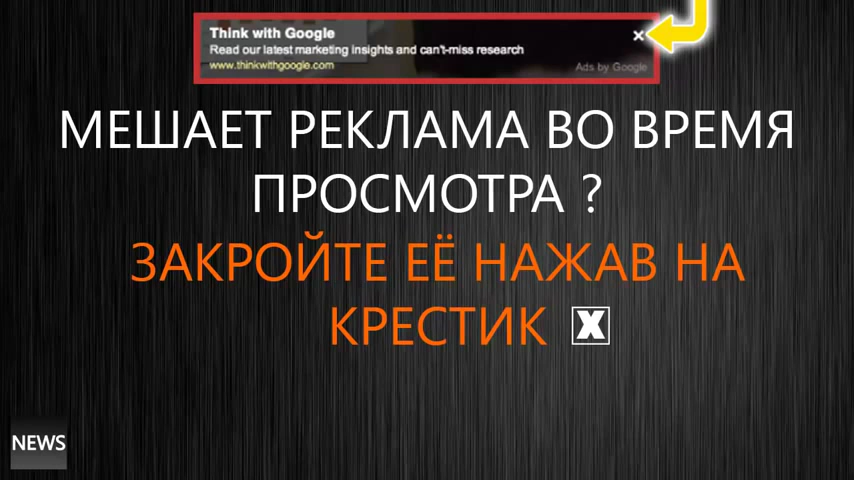 Think with Google
Read our latest marketing insights and can't-miss research
www.thinkwithgoogle.com
Ads by Google
МЕШАЕТ РЕКЛАМА ВО ВРЕМЯ
ПРОСМОТРА ?
ЗАКРОЙТЕ ЕЁ НАЖАВ НА
КРЕСТИК X
NEWS